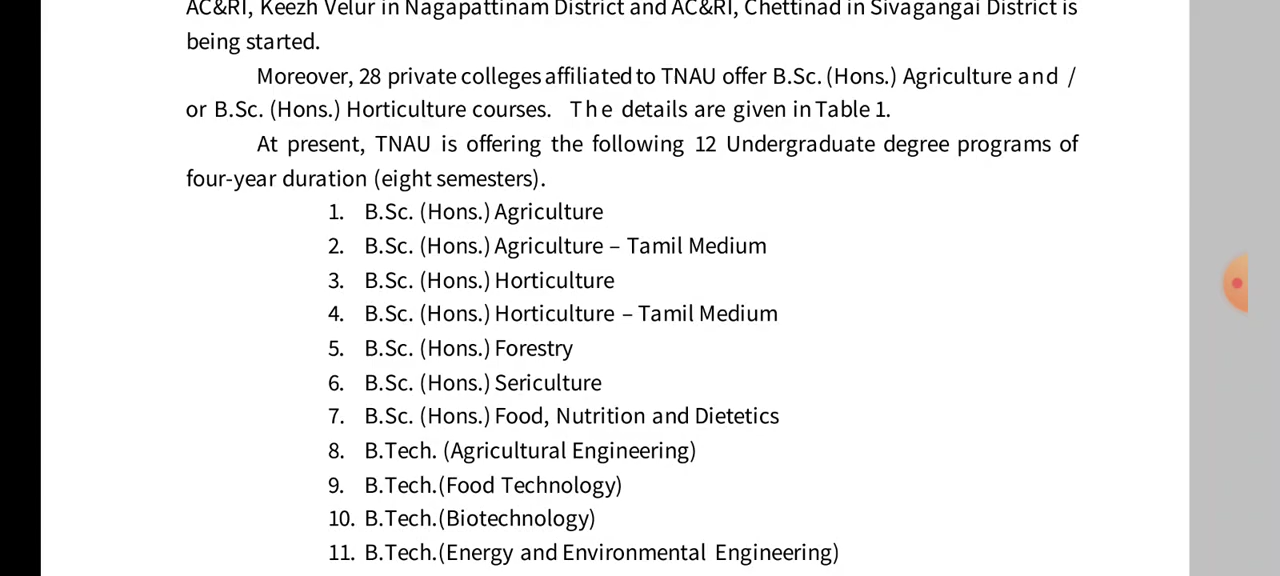 AC&RI, Keezh Velur in Nagapattinam District and AC&RI, Chettinad in Sivagangai District is
being started.
Moreover, 28 private colleges affiliated to TNAU offer B.Sc. (Hons.) Agriculture and /
or B.Sc. (Hons.) Horticulture courses. The details are given in Table 1.
At present, TNAU is offering the following 12 Undergraduate degree programs of
four-year duration (eight semesters).
1. B.Sc. (Hons.) Agriculture
2. B.Sc. (Hons.) Agriculture – Tamil Medium
3. B.Sc. (Hons.) Horticulture
4. B.Sc. (Hons.) Horticulture – Tamil Medium
5. B.Sc. (Hons.) Forestry
6. B.Sc. (Hons.) Sericulture
7. B.Sc. (Hons.) Food, Nutrition and Dietetics
8. B.Tech. (Agricultural Engineering)
9. B.Tech.(Food Technology)
10. B.Tech.(Biotechnology)
11. B.Tech.(Energy and Environmental Engineering)